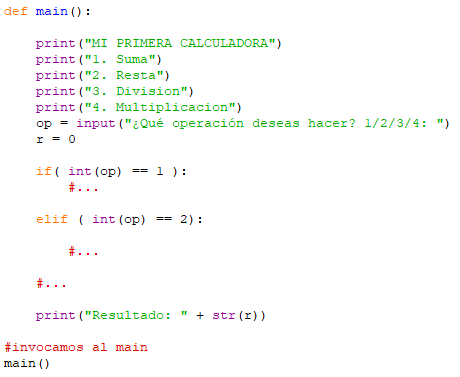 def main():
print("MI PRIMERA CALCULADORA")
print("1. Suma")
print("2. Resta")
print("3. Division")
print("4. Multiplicacion")
op = input("¿Qué operación deseas hacer? 1/2/3/4: ")
r = 0
if( int(op) == 1 ):
#...
elif ( int(op) == 2):
#...
#...
print("Resultado: " + str(r))
#invocamos al main
main()